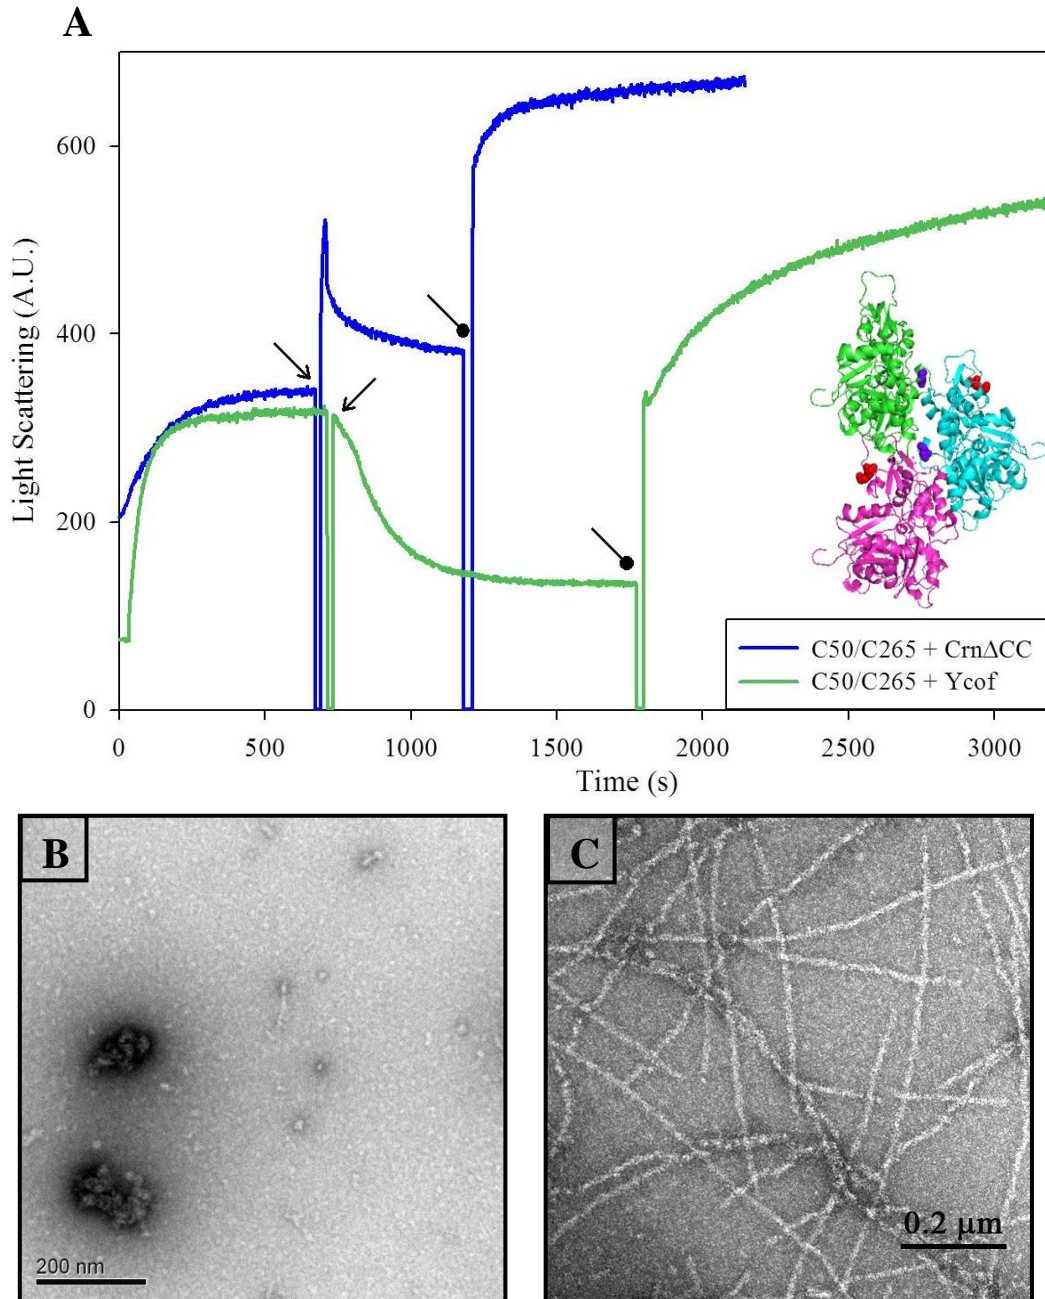 A
Light Scattering (A.U.)
600
400
200
0
0 500 1000 1500 2000 2500 3000
Time (s)
C50/C265 + CrnΔCC
C50/C265 + Ycof
B
200 nm
C
0.2 μm